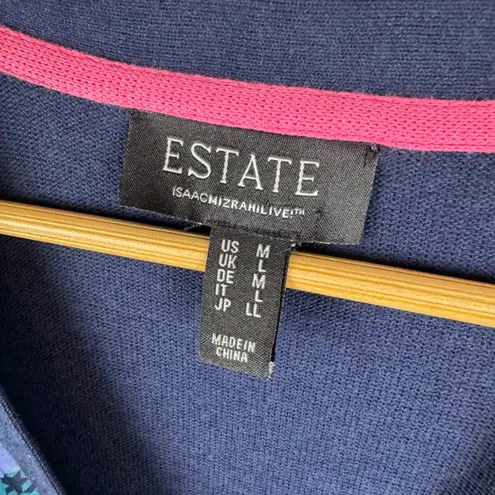 ESTATE
ISAACMIZRAHILIVE!™
US M
UK L
DE M
IT L
JP LL
MADE IN
CHINA